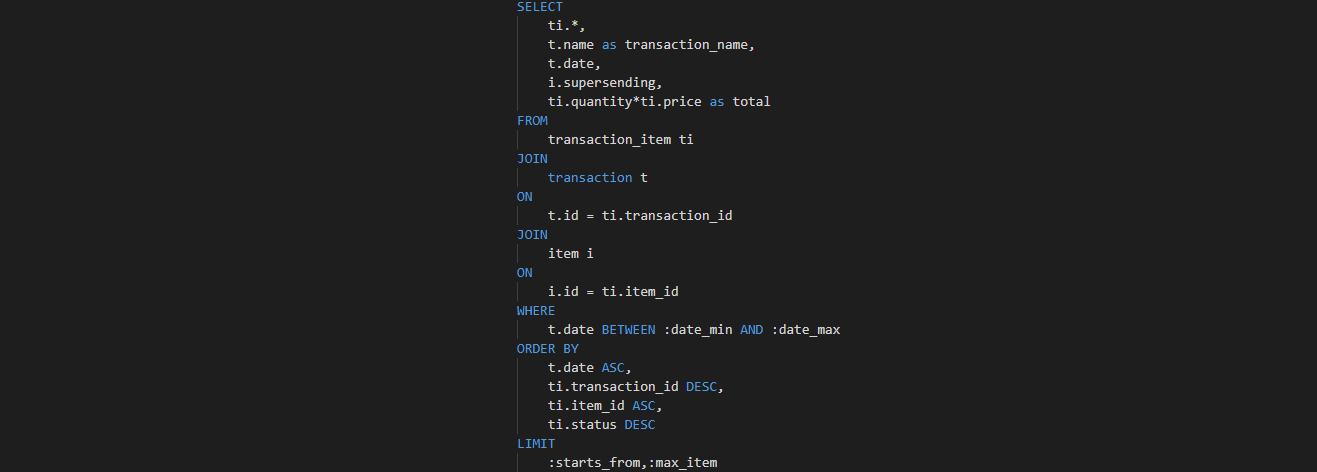 SELECT
ti.*,
t.name as transaction_name,
t.date,
i.supersending,
ti.quantity*ti.price as total
FROM
transaction_item ti
JOIN
transaction t
ON
t.id = ti.transaction_id
JOIN
item i
ON
i.id = ti.item_id
WHERE
t.date BETWEEN :date_min AND :date_max
ORDER BY
t.date ASC,
ti.transaction_id DESC,
ti.item_id ASC,
ti.status DESC
LIMIT
:starts_from,:max_item